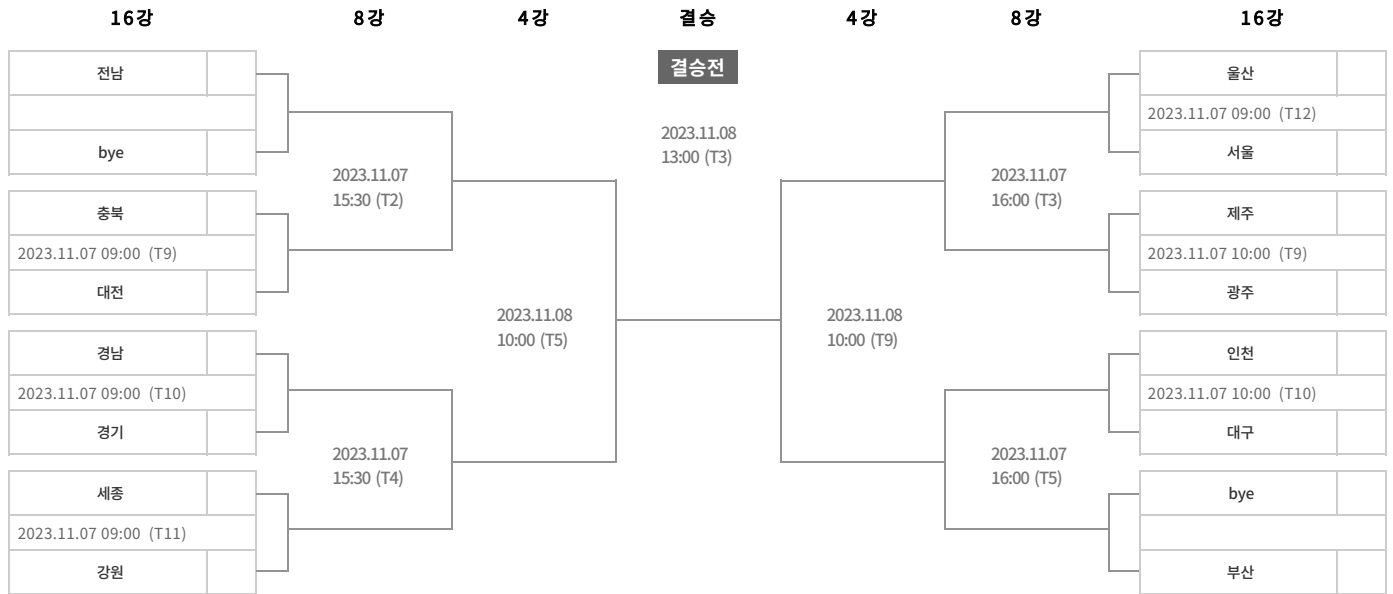 16강 8강 4강 결승 4강 8강 16강
결승전
전남
bye
충북
2023.11.07 09:00 (T9)
대전
경남
2023.11.07 09:00 (T10)
경기
세종
2023.11.07 09:00 (T11)
강원
2023.11.07
15:30 (T2)
2023.11.07
15:30 (T4)
2023.11.08
10:00 (T5)
2023.11.08
13:00 (T3)
2023.11.08
10:00 (T9)
2023.11.07
16:00 (T3)
2023.11.07
16:00 (T5)
울산
2023.11.07 09:00 (T12)
서울
제주
2023.11.07 10:00 (T9)
광주
인천
2023.11.07 10:00 (T10)
대구
bye
부산